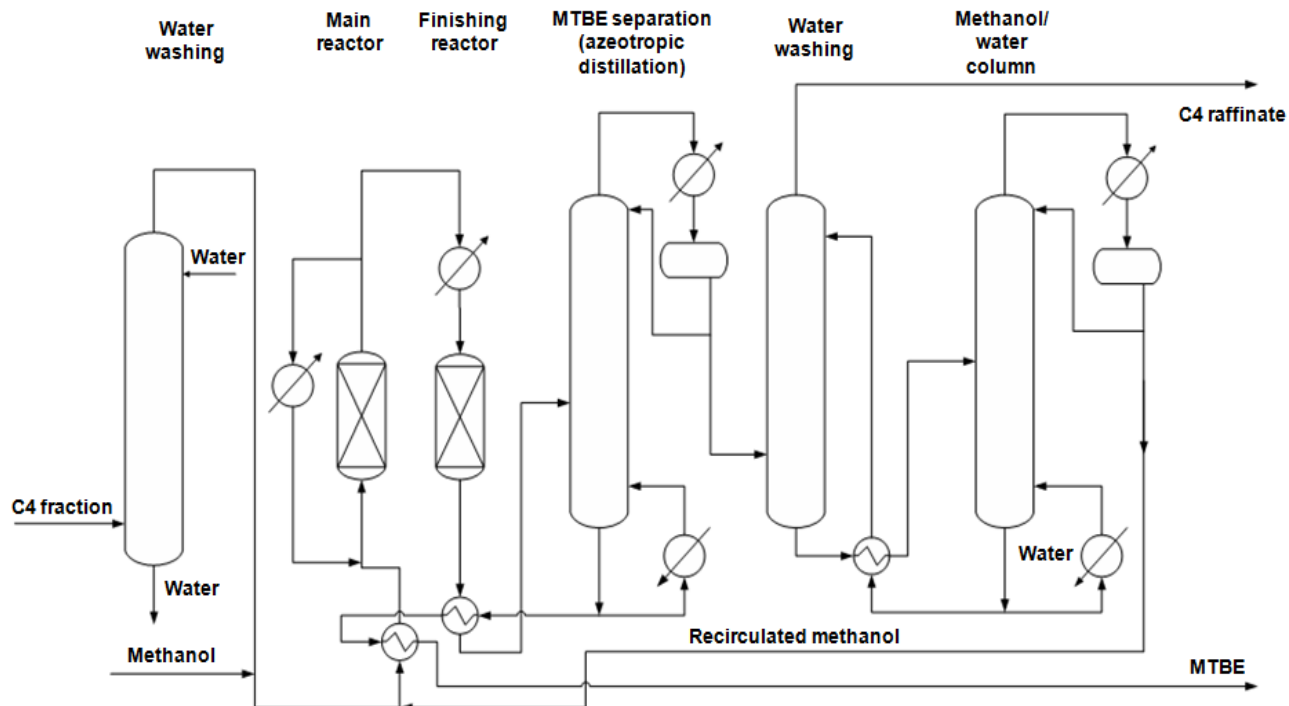 Water
washing
Main
reactor
Finishing
reactor
MTBE separation
(azeotropic
distillation)
Water
washing
Methanol/
water
column
C4 raffinate
Water
C4 fraction
Water
Water
Methanol
Recirculated methanol
MTBE